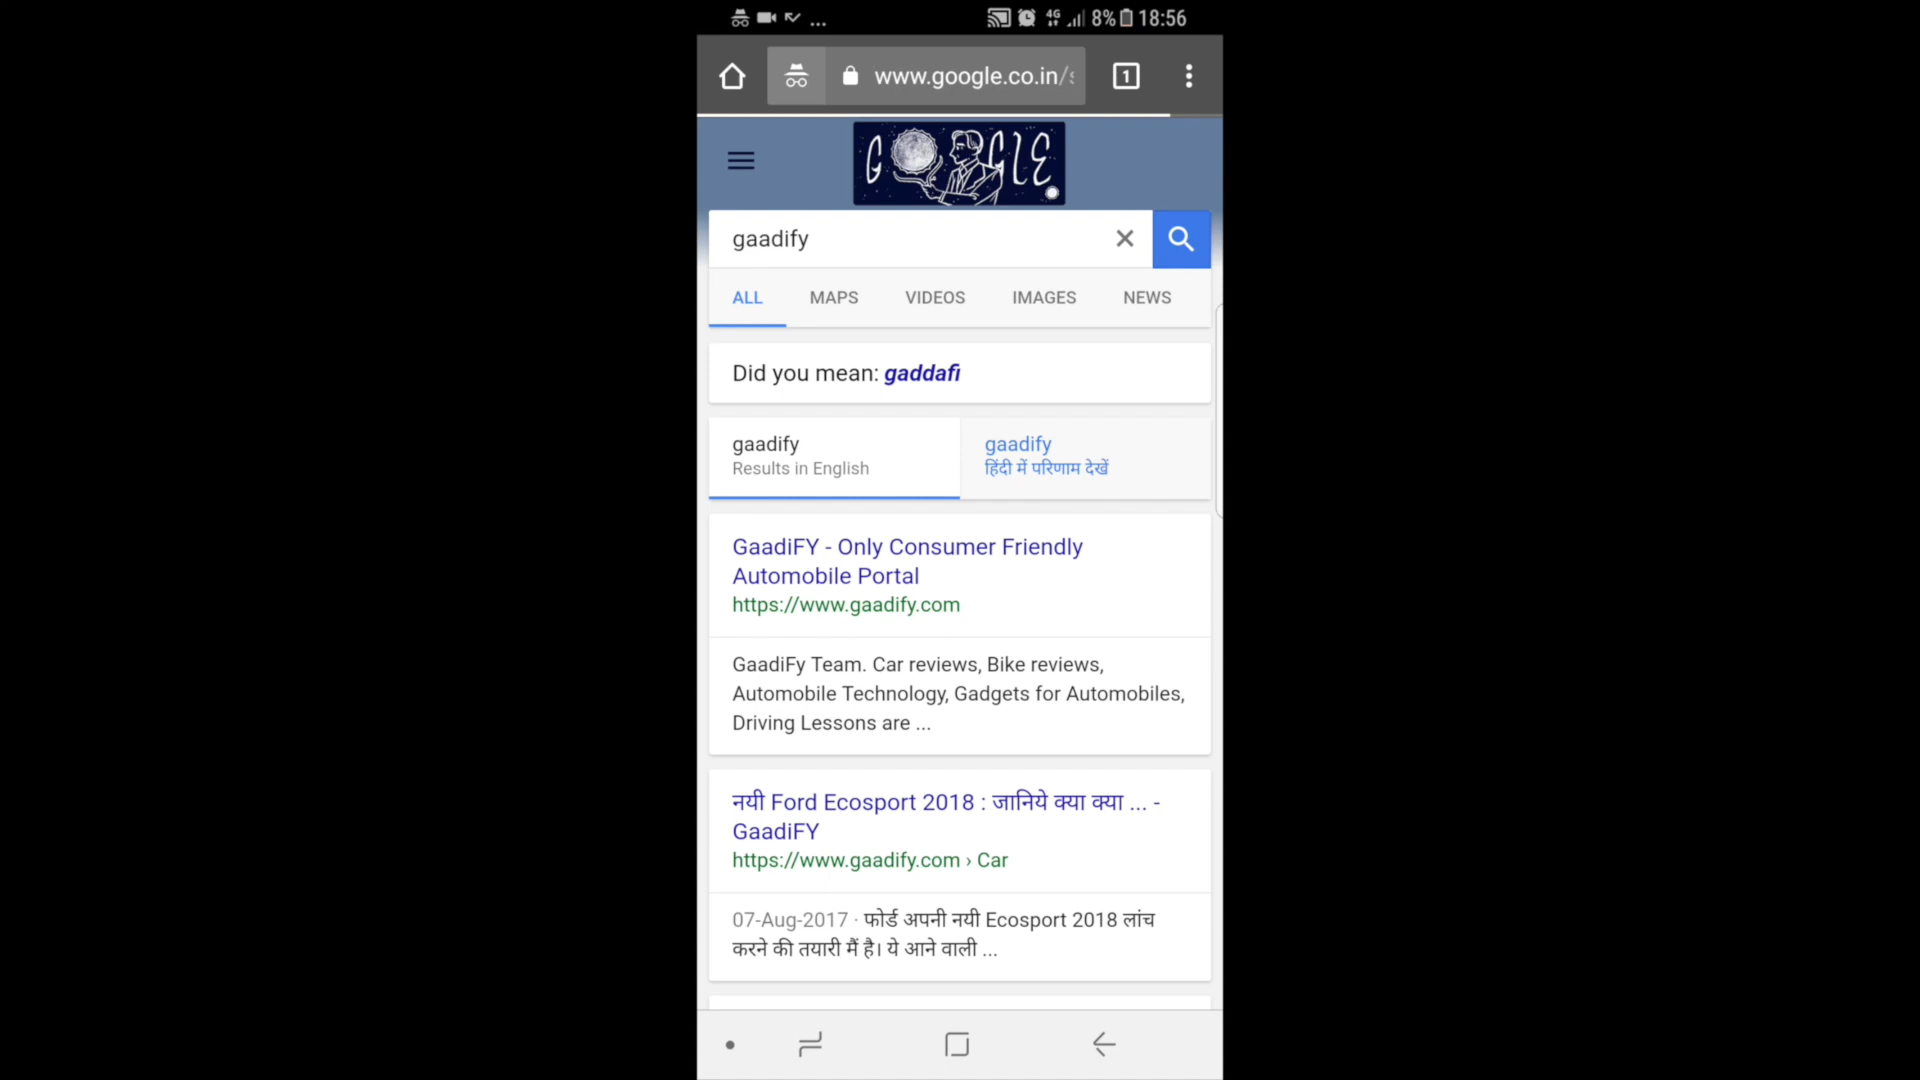 ... 4G 8% 18:56
www.google.co.in/s
1
GOOGLE
gaadify
ALL MAPS VIDEOS IMAGES NEWS
Did you mean: gaddafi
gaadify
Results in English
gaadify
हिंदी में परिणाम देखें
GaadiFY - Only Consumer Friendly
Automobile Portal
https://www.gaadify.com
GaadiFy Team. Car reviews, Bike reviews,
Automobile Technology, Gadgets for Automobiles,
Driving Lessons are ...
नयी Ford Ecosport 2018 : जानिये क्या क्या ... -
GaadiFY
https://www.gaadify.com › Car
07-Aug-2017 · फोर्ड अपनी नयी Ecosport 2018 लांच
करने की तयारी मैं है। ये आने वाली ...